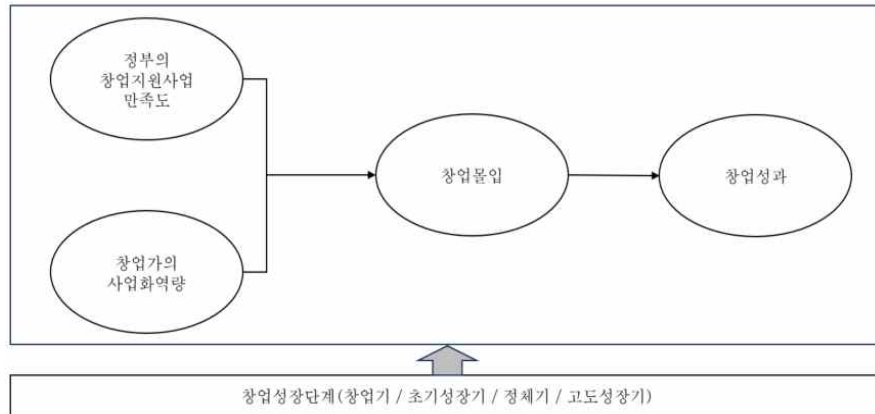 정부의
창업지원사업
만족도
창업몰입
창업성과
창업가의
사업화역량
창업성장단계(창업기 / 초기성장기 / 정체기 / 고도성장기)